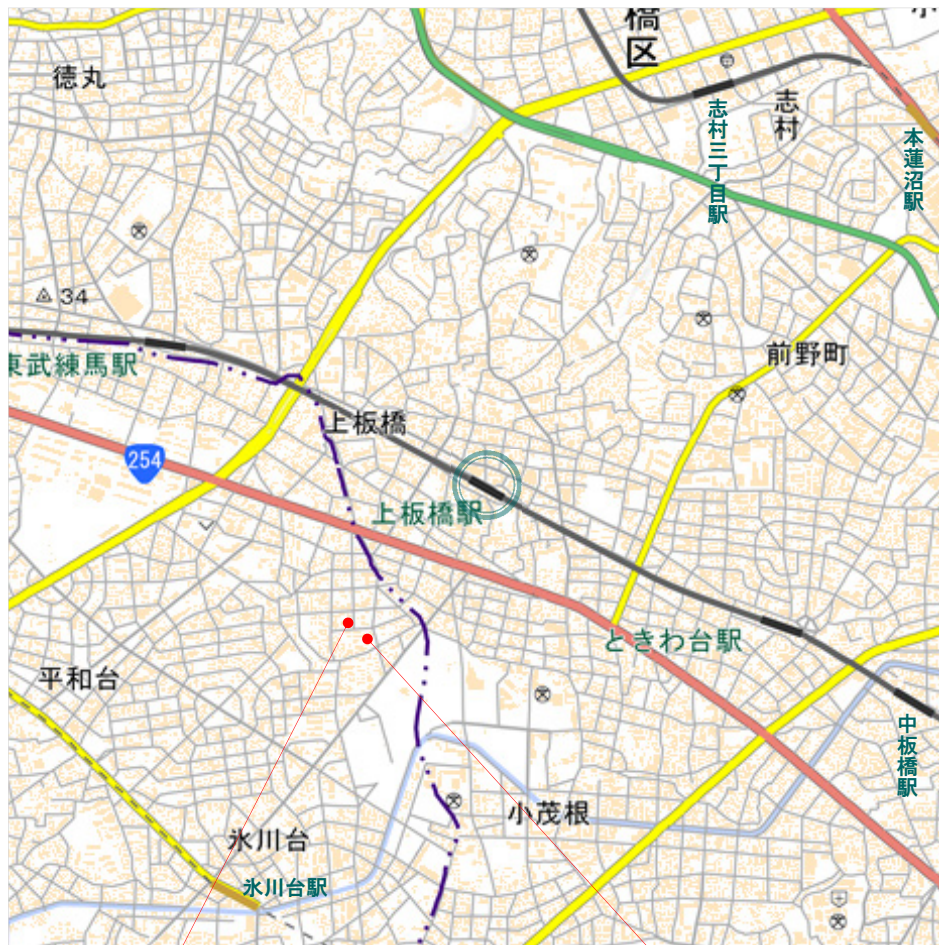 橋区
徳丸
志村
志村三丁目駅
本蓮沼駅
34
前野町
東武練馬駅
上板橋
254
上板橋駅
ときわ台駅
平和台
中板橋駅
小茂根
氷川台
氷川台駅